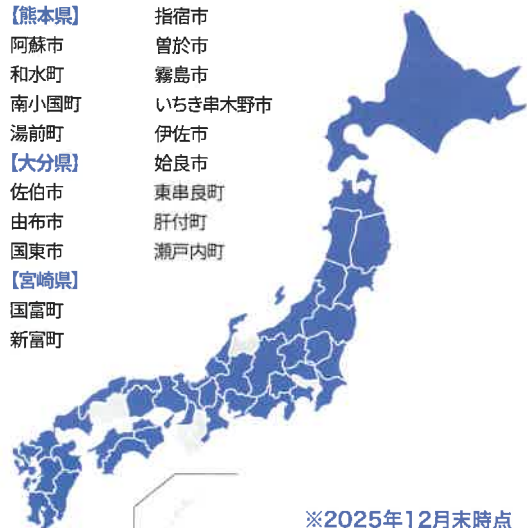 【熊本県】
阿蘇市
和水町
南小国町
湯前町
【大分県】
佐伯市
由布市
国東市
【宮崎県】
国富町
新富町
指宿市
曽於市
霧島市
いちき串木野市
伊佐市
姶良市
東串良町
肝付町
瀬戸内町
※2025年12月末時点